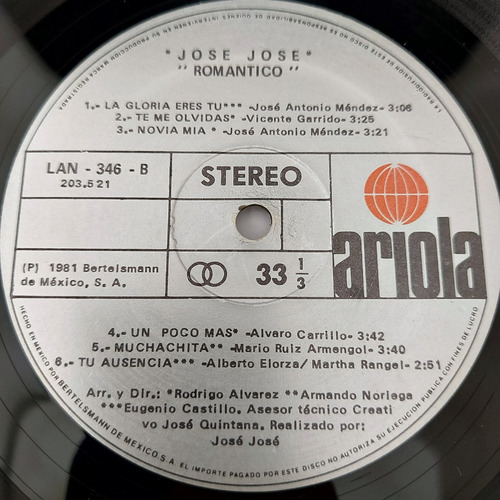 *JOSE JOSE*
"ROMANTICO"
1.- LA GLORIA ERES TU*** -José Antonio Méndez- 3:06
2.- TE ME OLVIDAS* -Vicente Garrido- 3:25
3.- NOVIA MIA * -José Antonio Méndez- 3:21
LAN - 346 - B
203.521
STEREO
(P) 1981 Bertelsmann
de México, S. A.
33 1/3
ariola
4.- UN POCO MAS* -Alvaro Carrillo- 3:42
5.- MUCHACHITA** -Mario Ruiz Armengol- 3:40
6.- TU AUSENCIA*** -Alberto Elorza/Martha Rangel- 2:51
Arr. y Dir.: *Rodrigo Alvarez **Armando Noriega
***Eugenio Castillo. Asesor técnico Creati
vo José Quintana. Realizado por:
José José
HECHO EN MEXICO POR BERTELSMANN DE MEXICO S.A. EL IMPORTE PAGADO POR ESTE DISCO NO AUTORIZA SU EJECUCION PUBLICA CON FINES DE LUCRO
MARCA REGISTRADA